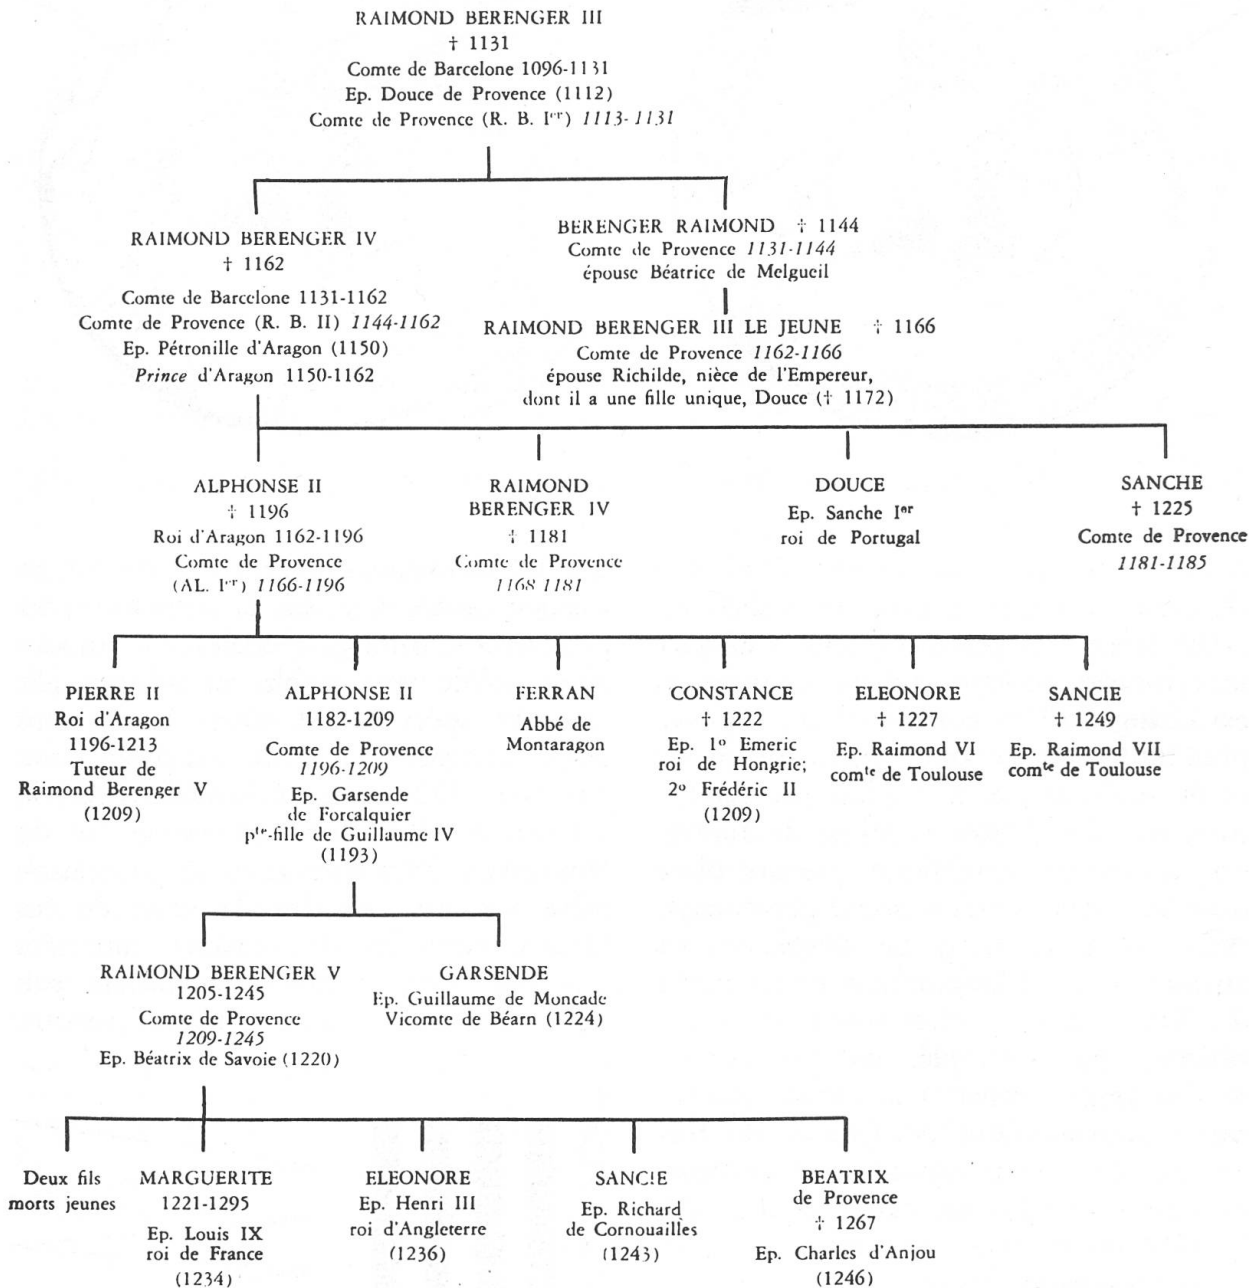 RAIMOND BERENGER III
† 1131
Comte de Barcelone 1096-1131
Ep. Douce de Provence (1112)
Comte de Provence (R. B. Iᵉʳ) 1113-1131
RAIMOND BERENGER IV
† 1162
Comte de Barcelone 1131-1162
Comte de Provence (R. B. II) 1144-1162
Ep. Pétronille d'Aragon (1150)
Prince d'Aragon 1150-1162
BERENGER RAIMOND † 1144
Comte de Provence 1131-1144
épouse Béatrice de Melgueil
RAIMOND BERENGER III LE JEUNE † 1166
Comte de Provence 1162-1166
épouse Richilde, nièce de l'Empereur,
dont il a une fille unique, Douce († 1172)
ALPHONSE II
† 1196
Roi d'Aragon 1162-1196
Comte de Provence
(AL. Iᵉʳ) 1166-1196
RAIMOND
BERENGER IV
† 1181
Comte de Provence
1168-1181
DOUCE
Ep. Sanche Iᵉʳ
roi de Portugal
SANCHE
† 1225
Comte de Provence
1181-1185
PIERRE II
Roi d'Aragon
1196-1213
Tuteur de
Raimond Berenger V
(1209)
ALPHONSE II
1182-1209
Comte de Provence
1196-1209
Ep. Garsende
de Forcalquier
pᵗᵉ-fille de Guillaume IV
(1193)
FERRAN
Abbé de
Montaragon
CONSTANCE
† 1222
Ep. 1º Emeric
roi de Hongrie;
2º Frédéric II
(1209)
ELEONORE
† 1227
Ep. Raimond VI
comᵗᵉ de Toulouse
SANCIE
† 1249
Ep. Raimond VII
comᵗᵉ de Toulouse
RAIMOND BERENGER V
1205-1245
Comte de Provence
1209-1245
Ep. Béatrix de Savoie (1220)
GARSENDE
Ep. Guillaume de Moncade
Vicomte de Béarn (1224)
Deux fils
morts jeunes
MARGUERITE
1221-1295
Ep. Louis IX
roi de France
(1234)
ELEONORE
Ep. Henri III
roi d'Angleterre
(1236)
SANCIE
Ep. Richard
de Cornouailles
(1243)
BEATRIX
de Provence
† 1267
Ep. Charles d'Anjou
(1246)